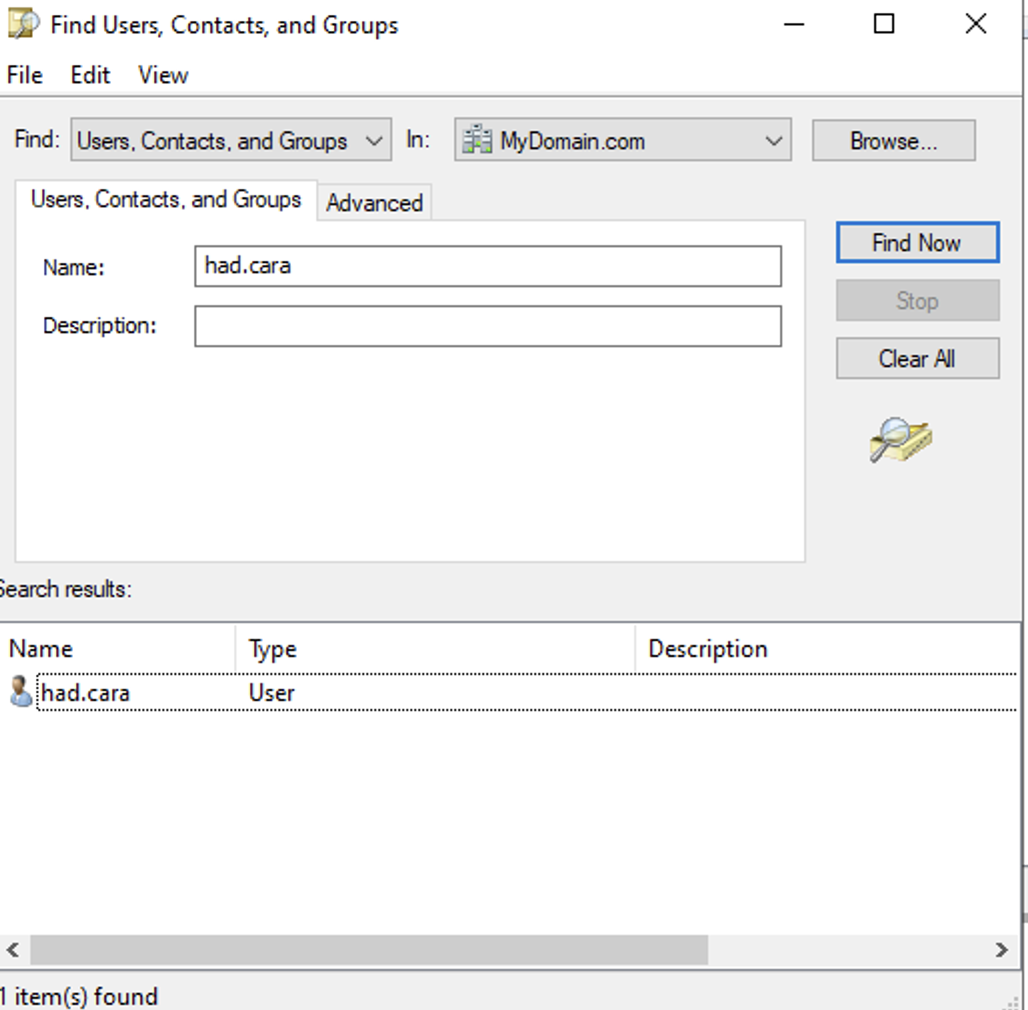 Find Users, Contacts, and Groups
File Edit View
Find: Users, Contacts, and Groups In: MyDomain.com Browse...
Users, Contacts, and Groups Advanced
Name: had.cara
Description:
Find Now
Stop
Clear All
Search results:
Name Type Description
had.cara User
1 item(s) found